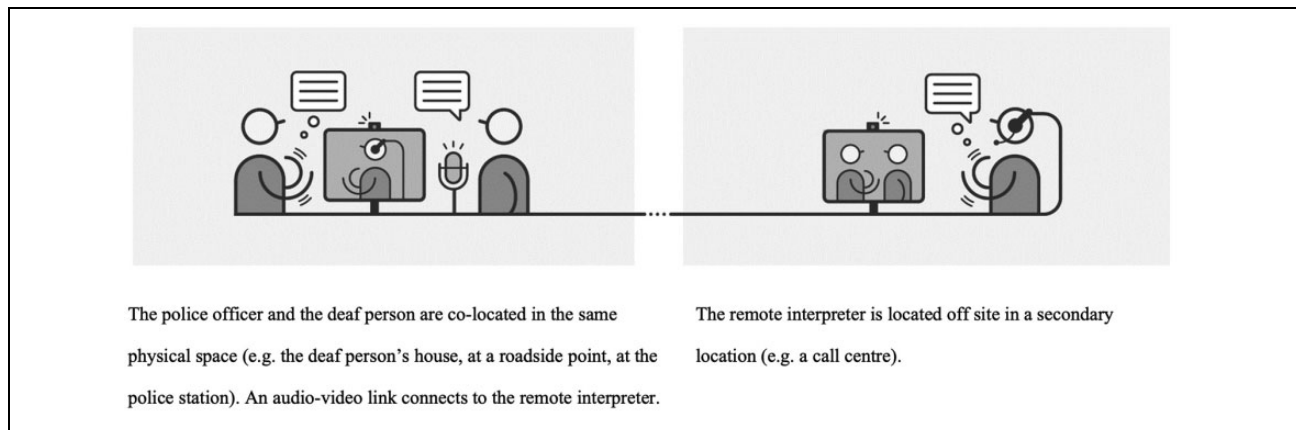 The police officer and the deaf person are co-located in the same
physical space (e.g. the deaf person’s house, at a roadside point, at the
police station). An audio-video link connects to the remote interpreter.
The remote interpreter is located off site in a secondary
location (e.g. a call centre).